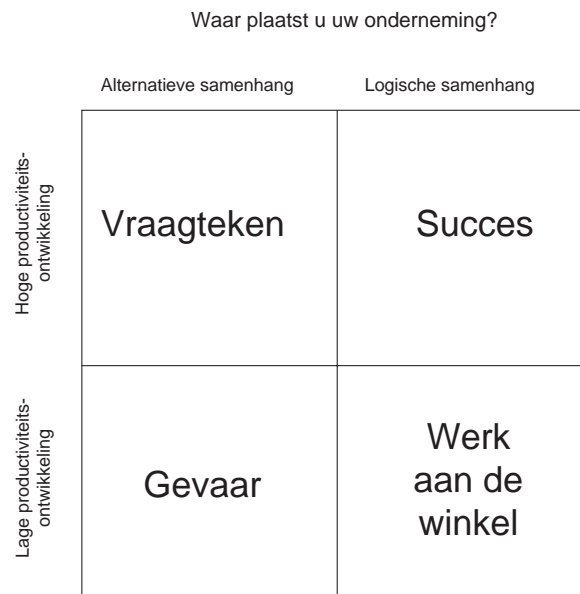 Waar plaatst u uw onderneming?
Alternatieve samenhang
Logische samenhang
Hoge productiviteits-
ontwikkeling
Vraagteken
Succes
Lage productiviteits-
ontwikkeling
Gevaar
Werk
aan de
winkel